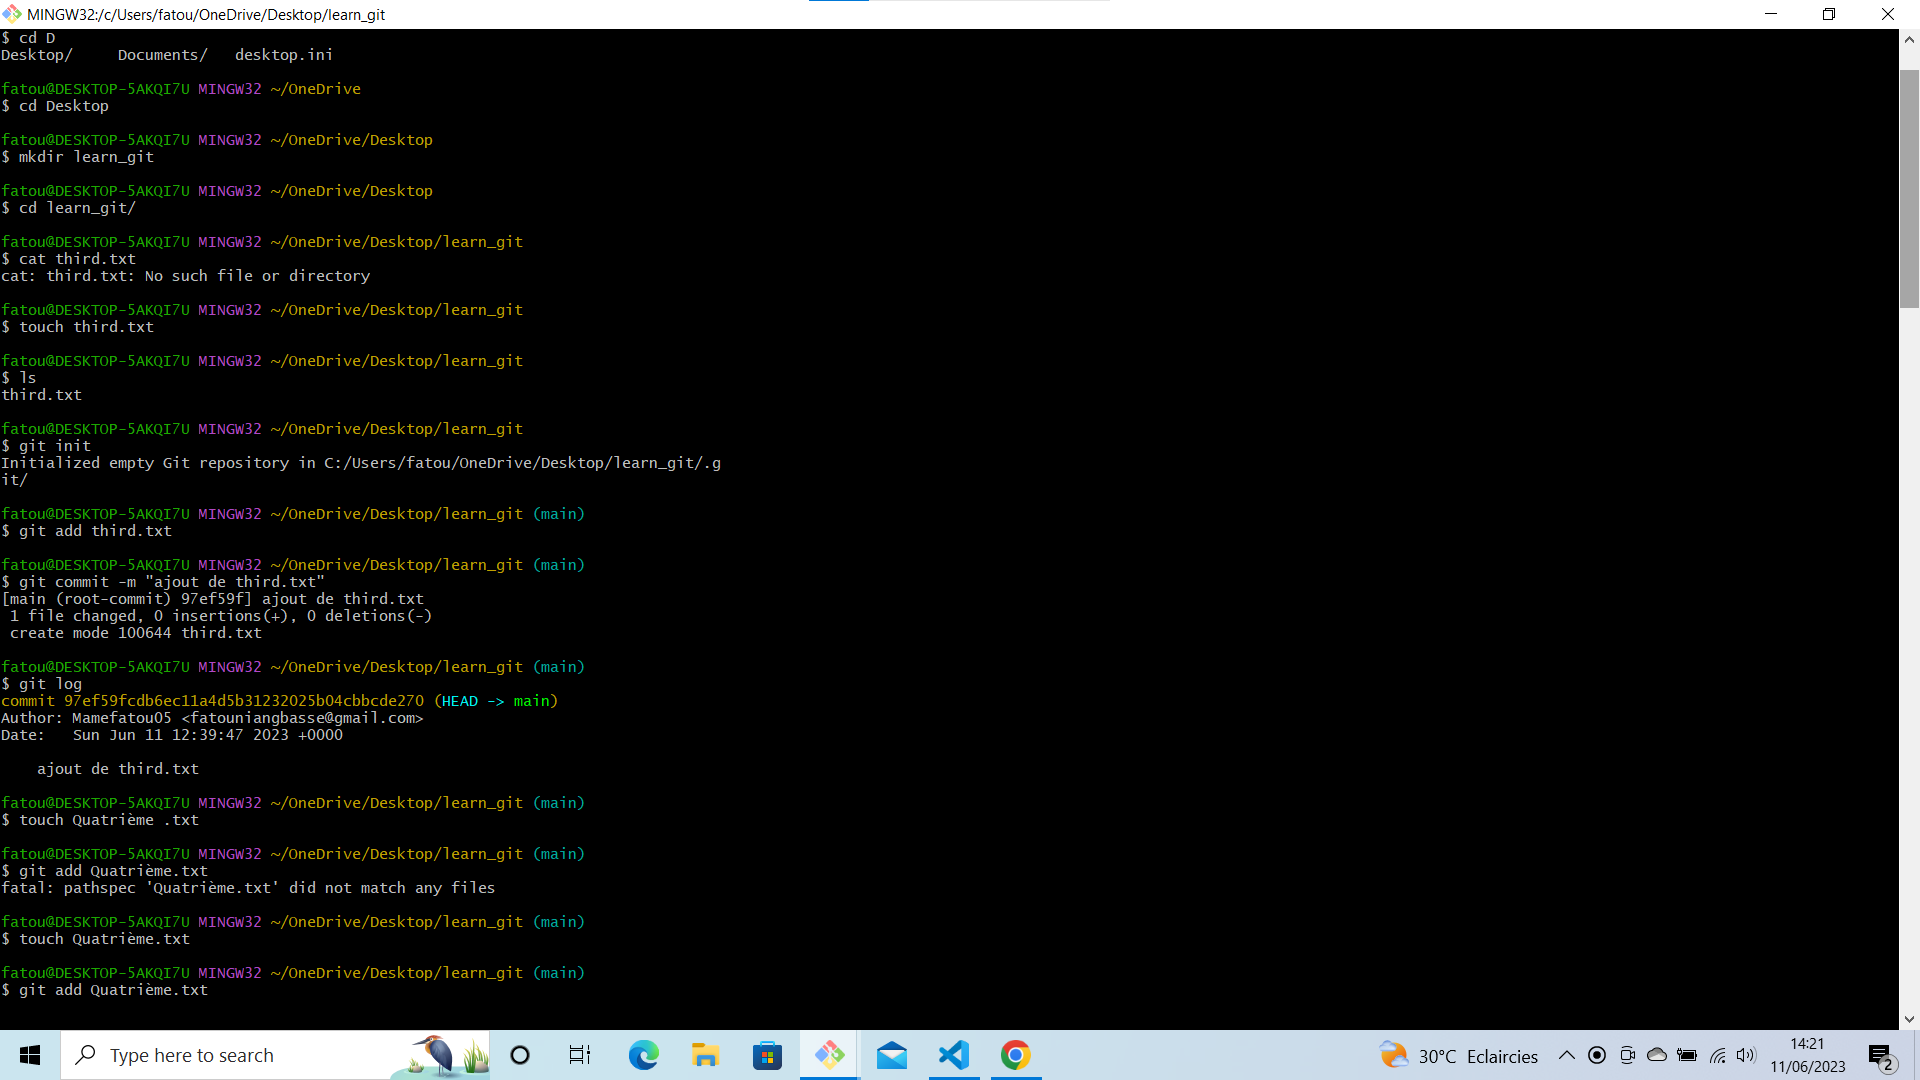 MINGW32:/c/Users/fatou/OneDrive/Desktop/learn_git
$ cd D
Desktop/     Documents/   desktop.ini
fatou@DESKTOP-5AKQI7U MINGW32 ~/OneDrive
$ cd Desktop
fatou@DESKTOP-5AKQI7U MINGW32 ~/OneDrive/Desktop
$ mkdir learn_git
fatou@DESKTOP-5AKQI7U MINGW32 ~/OneDrive/Desktop
$ cd learn_git/
fatou@DESKTOP-5AKQI7U MINGW32 ~/OneDrive/Desktop/learn_git
$ cat third.txt
cat: third.txt: No such file or directory
fatou@DESKTOP-5AKQI7U MINGW32 ~/OneDrive/Desktop/learn_git
$ touch third.txt
fatou@DESKTOP-5AKQI7U MINGW32 ~/OneDrive/Desktop/learn_git
$ ls
third.txt
fatou@DESKTOP-5AKQI7U MINGW32 ~/OneDrive/Desktop/learn_git
$ git init
Initialized empty Git repository in C:/Users/fatou/OneDrive/Desktop/learn_git/.g
it/
fatou@DESKTOP-5AKQI7U MINGW32 ~/OneDrive/Desktop/learn_git (main)
$ git add third.txt
fatou@DESKTOP-5AKQI7U MINGW32 ~/OneDrive/Desktop/learn_git (main)
$ git commit -m "ajout de third.txt"
[main (root-commit) 97ef59f] ajout de third.txt
 1 file changed, 0 insertions(+), 0 deletions(-)
 create mode 100644 third.txt
fatou@DESKTOP-5AKQI7U MINGW32 ~/OneDrive/Desktop/learn_git (main)
$ git log
commit 97ef59fcdb6ec11a4d5b31232025b04cbbcde270 (HEAD -> main)
Author: Mamefatou05 <fatouniangbasse@gmail.com>
Date:   Sun Jun 11 12:39:47 2023 +0000
    ajout de third.txt
fatou@DESKTOP-5AKQI7U MINGW32 ~/OneDrive/Desktop/learn_git (main)
$ touch Quatrième .txt
fatou@DESKTOP-5AKQI7U MINGW32 ~/OneDrive/Desktop/learn_git (main)
$ git add Quatrième.txt
fatal: pathspec 'Quatrième.txt' did not match any files
fatou@DESKTOP-5AKQI7U MINGW32 ~/OneDrive/Desktop/learn_git (main)
$ touch Quatrième.txt
fatou@DESKTOP-5AKQI7U MINGW32 ~/OneDrive/Desktop/learn_git (main)
$ git add Quatrième.txt
Type here to search
30°C Eclaircies
14:21
11/06/2023
2